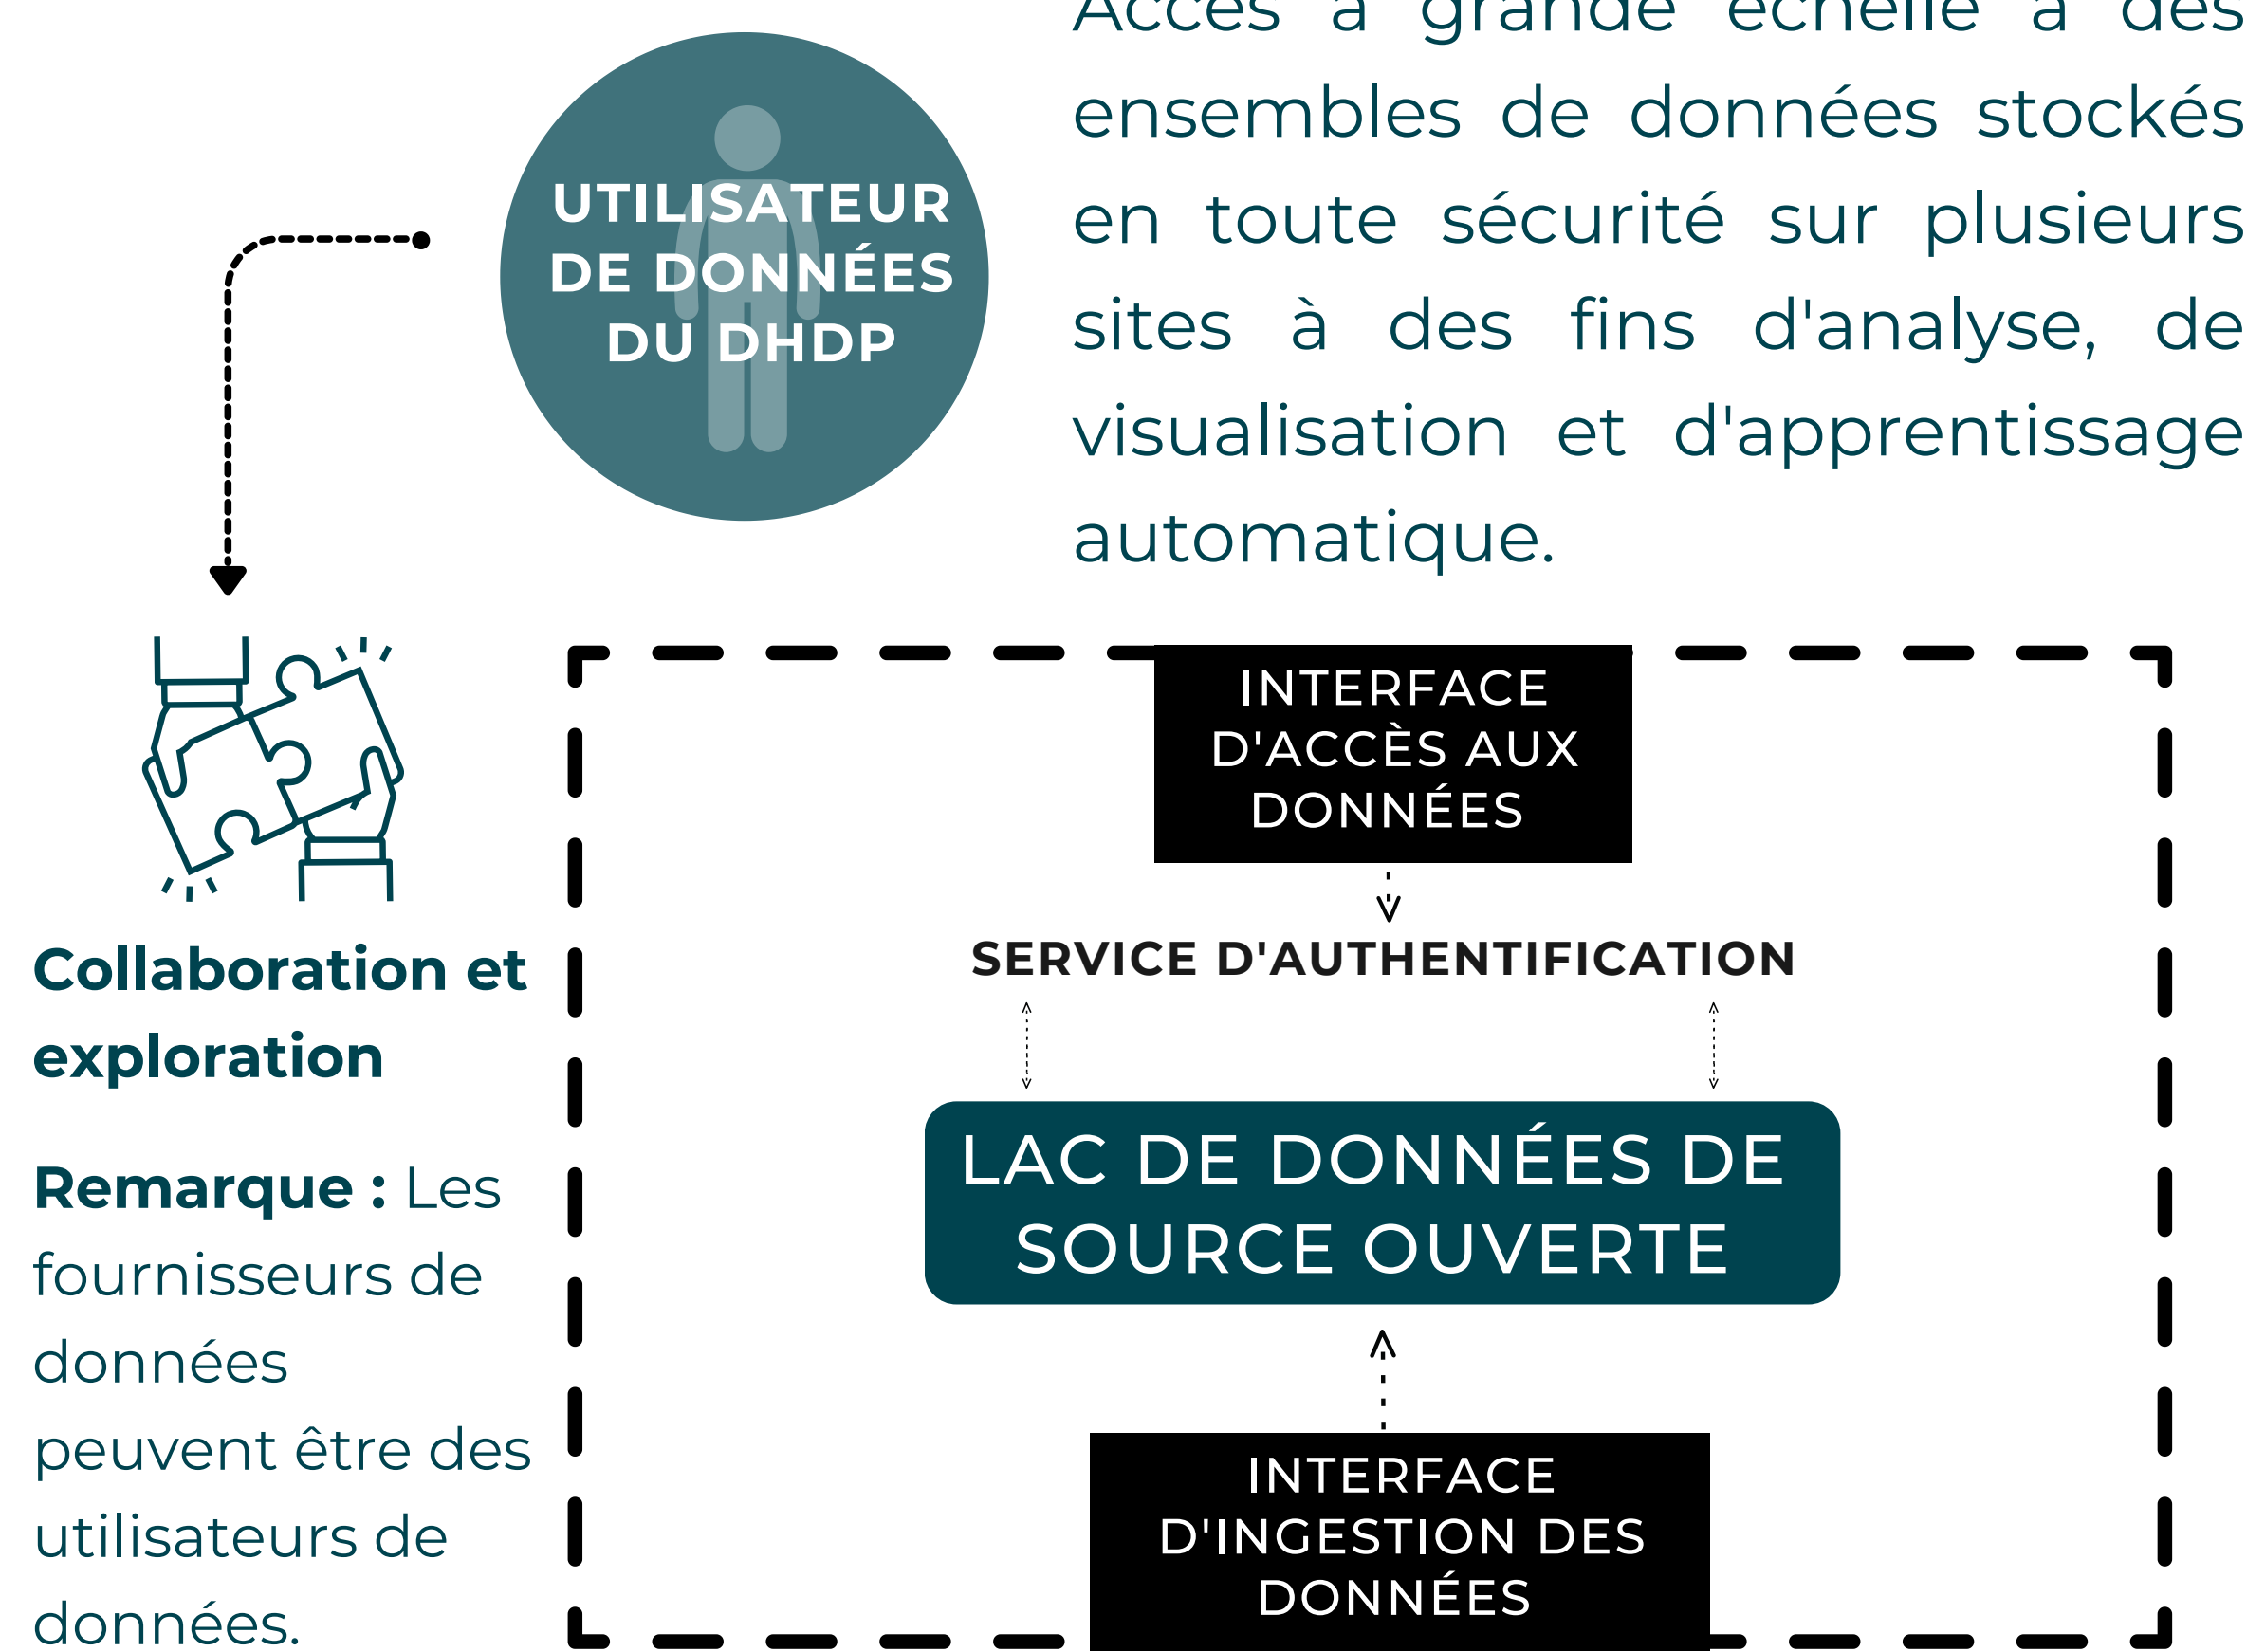 Accès à grande échelle à des
ensembles de données stockés
en toute sécurité sur plusieurs
sites à des fins d'analyse, de
visualisation et d'apprentissage
automatique.
UTILISATEUR
DE DONNÉES
DU DHDP
Collaboration et
exploration
Remarque : Les
fournisseurs de
données
peuvent être des
utilisateurs de
données.
INTERFACE
D'ACCÈS AUX
DONNÉES
SERVICE D'AUTHENTIFICATION
LAC DE DONNÉES DE
SOURCE OUVERTE
INTERFACE
D'INGESTION DES
DONNÉES